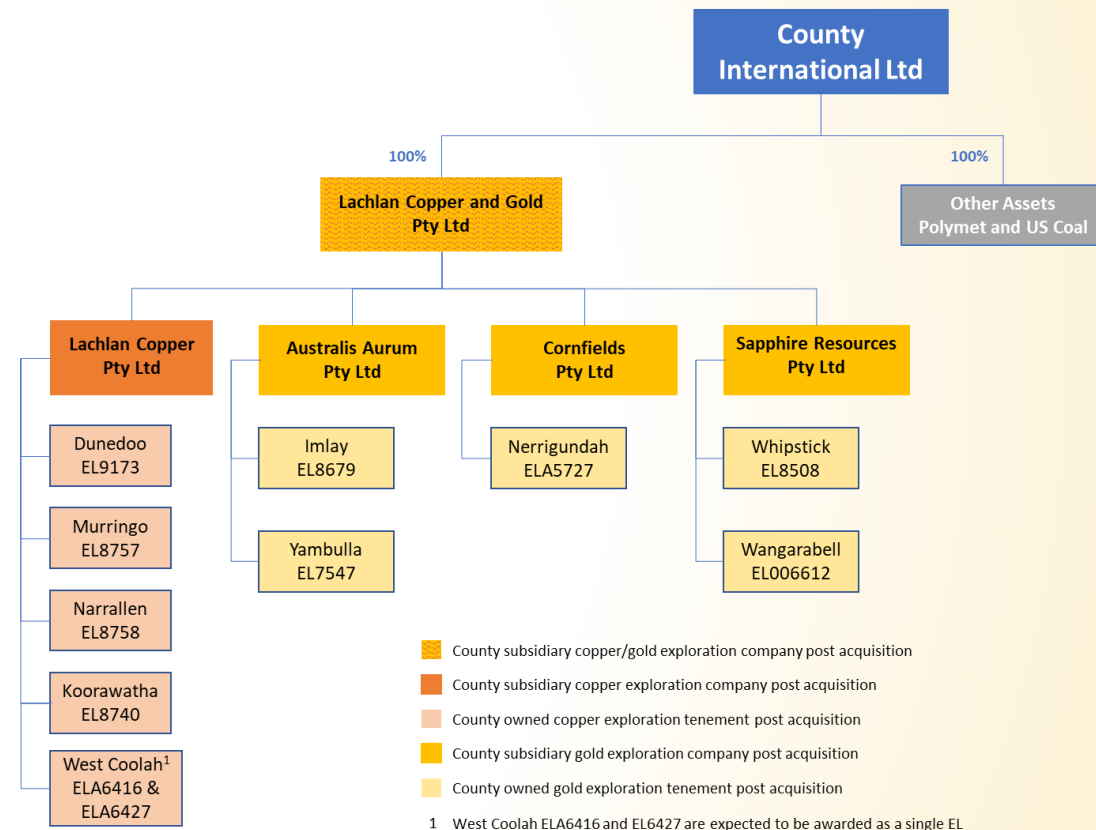 County
International Ltd
100%
100%
Lachlan Copper and Gold
Pty Ltd
Other Assets
Polymet and US Coal
Lachlan Copper
Pty Ltd
Australis Aurum
Pty Ltd
Cornfields
Pty Ltd
Sapphire Resources
Pty Ltd
Dunedoo
EL9173
Imlay
EL8679
Nerrigundah
ELA5727
Whipstick
EL8508
Murringo
EL8757
Yambulla
EL7547
Wangarabell
EL006612
Narrallen
EL8758
Koorawatha
EL8740
West Coolah¹
ELA6416 &
ELA6427
County subsidiary copper/gold exploration company post acquisition
County subsidiary copper exploration company post acquisition
County owned copper exploration tenement post acquisition
County subsidiary gold exploration company post acquisition
County owned gold exploration tenement post acquisition
1 West Coolah ELA6416 and EL6427 are expected to be awarded as a single EL